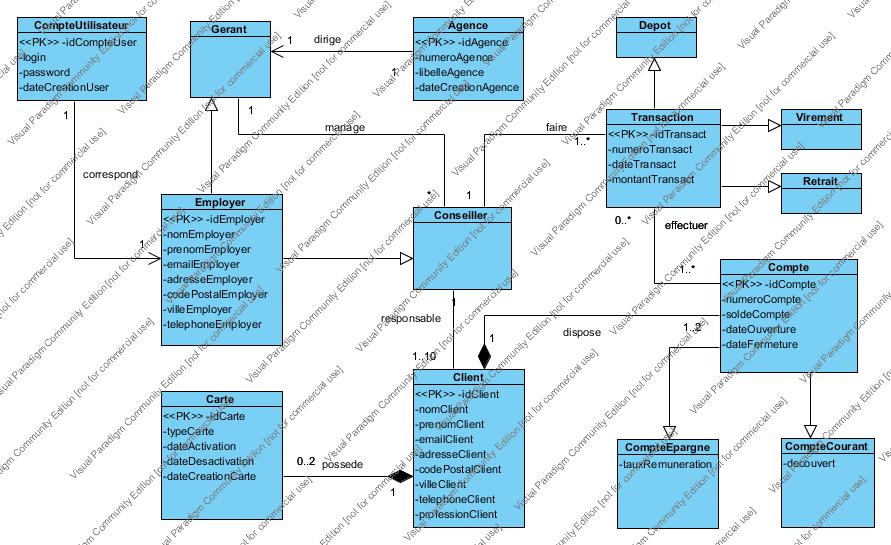 CompteUtilisateur
<<PK>> -idCompteUser
-login
-password
-dateCreationUser
Gerant
Agence
<<PK>> -idAgence
-numeroAgence
-libelleAgence
-dateCreationAgence
Depot
1
dirige
1
Transaction
<<PK>> -idTransact
-numeroTransact
-dateTransact
-montantTransact
Virement
Retrait
1
1
manage
faire
1..*
correspond
1
*
1
Employer
<<PK>> -idEmployer
-nomEmployer
-prenomEmployer
-emailEmployer
-adresseEmployer
-codePostalEmployer
-villeEmployer
-telephoneEmployer
Conseiller
0..*
effectuer
1..*
Compte
<<PK>> -idCompte
-numeroCompte
-soldeCompte
-dateOuverture
-dateFermeture
1
responsable
1..10
1
dispose
1..2
Client
<<PK>> -idClient
-nomClient
-prenomClient
-emailClient
-adresseClient
-codePostalClient
-villeClient
-telephoneClient
-professionClient
Carte
<<PK>> -idCarte
-typeCarte
-dateActivation
-dateDesactivation
-dateCreationCarte
0..2
possede
1
CompteEpargne
-tauxRemuneration
CompteCourant
-decouvert
Visual Paradigm Community Edition [not for commercial use]